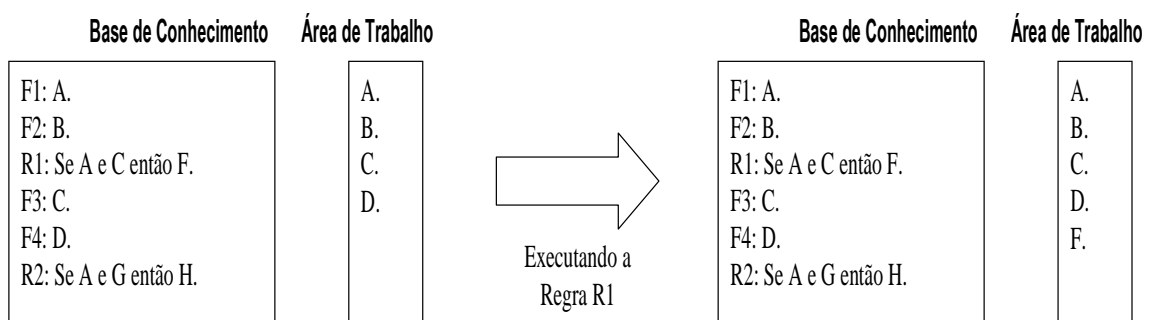 Base de Conhecimento Área de Trabalho
F1: A.
F2: B.
R1: Se A e C então F.
F3: C.
F4: D.
R2: Se A e G então H.
A.
B.
C.
D.
Executando a
Regra R1
Base de Conhecimento Área de Trabalho
F1: A.
F2: B.
R1: Se A e C então F.
F3: C.
F4: D.
R2: Se A e G então H.
A.
B.
C.
D.
F.